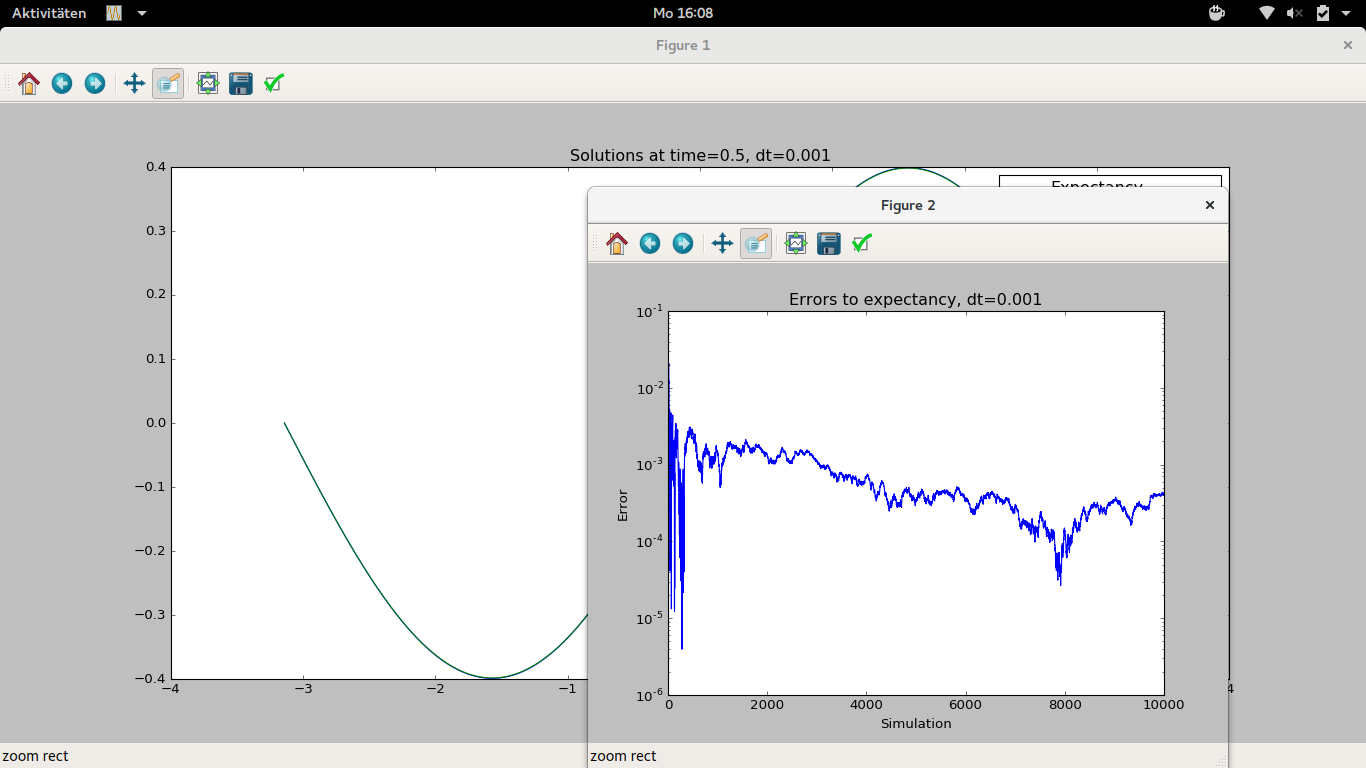 Aktivitäten
Mo 16:08
Figure 1
Solutions at time=0.5, dt=0.001
0.4
0.3
0.2
0.1
0.0
−0.1
−0.2
−0.3
−0.4
−4
−3
−2
−1
4
Expectancy
zoom rect
Figure 2
Errors to expectancy, dt=0.001
10^-1
10^-2
10^-3
10^-4
10^-5
10^-6
Error
0
2000
4000
6000
8000
10000
Simulation
zoom rect